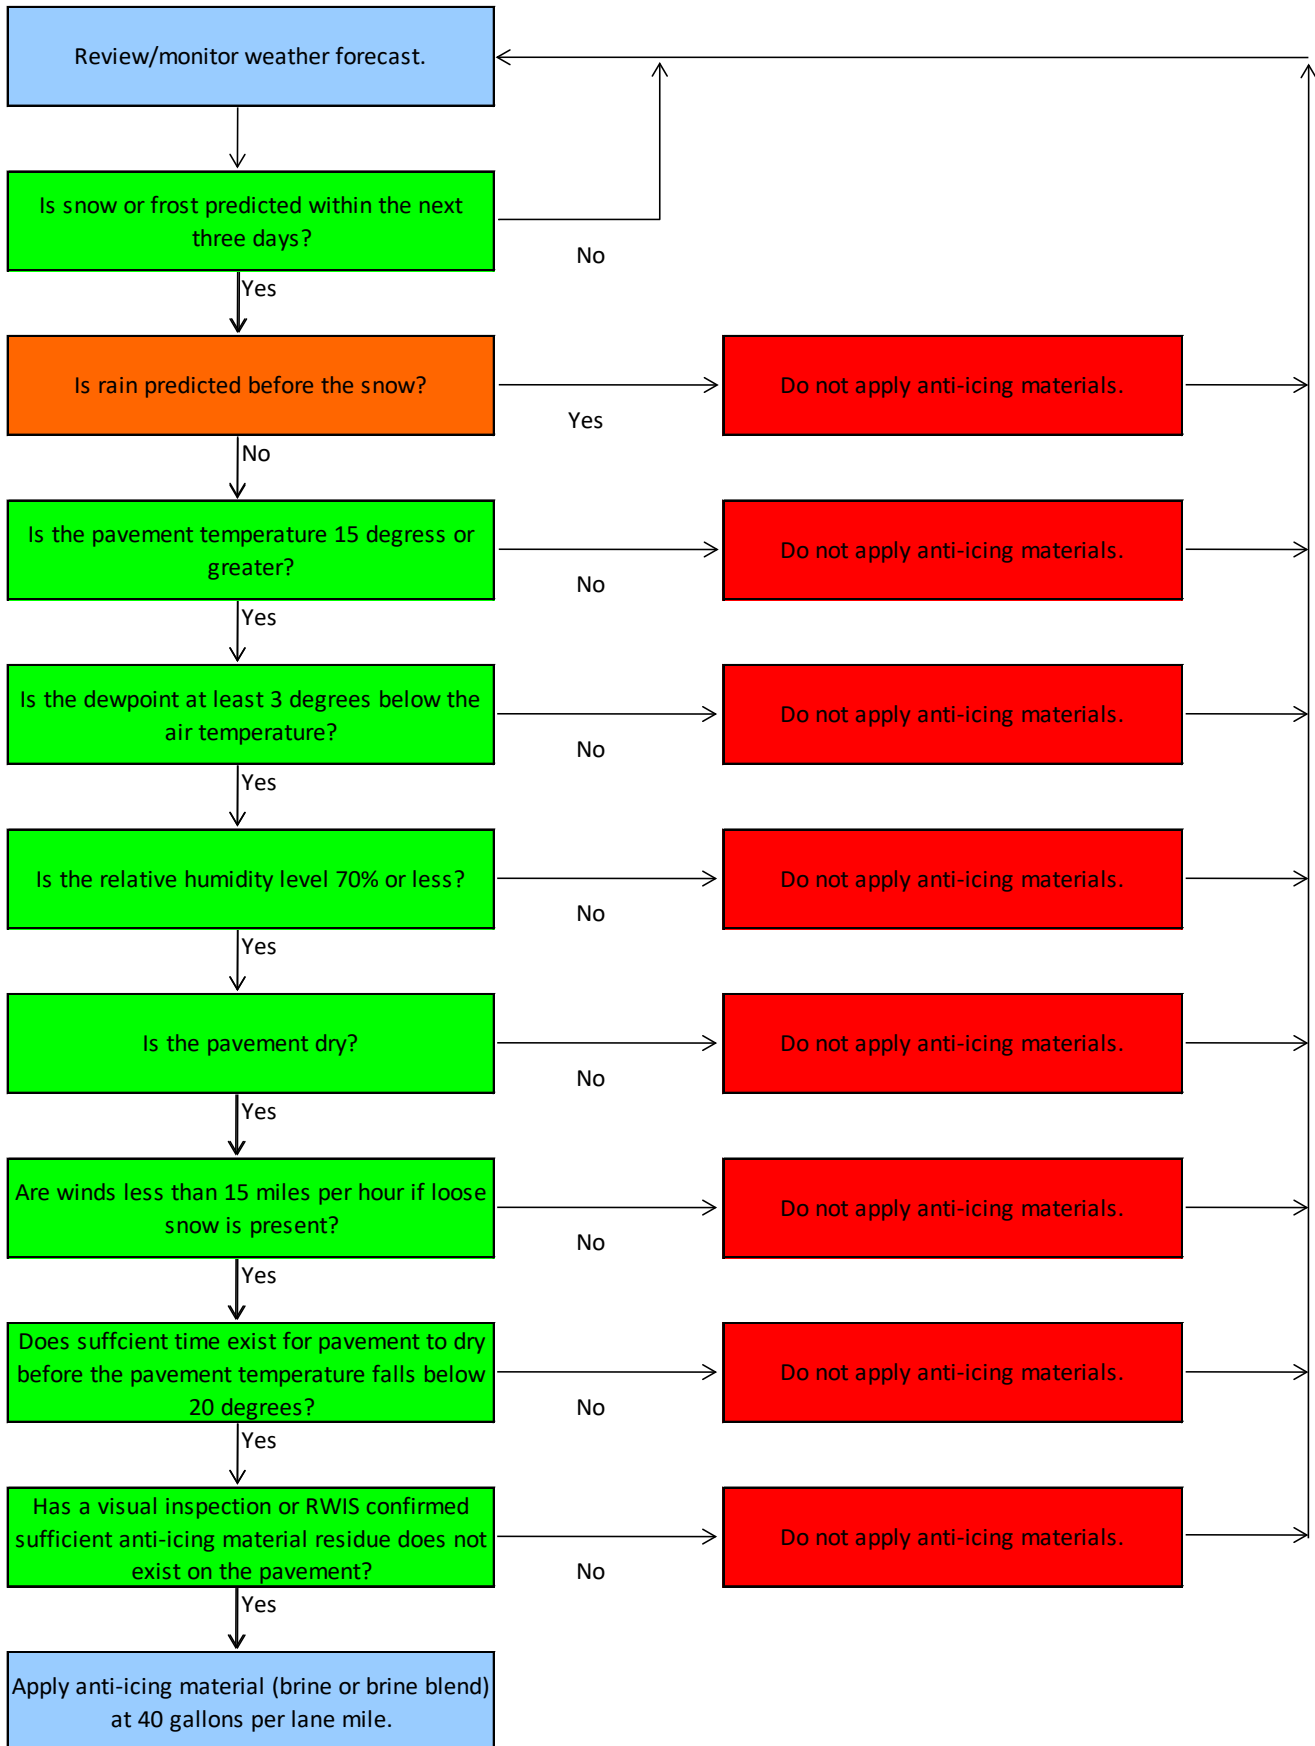 Review/monitor weather forecast.
Is snow or frost predicted within the next
three days?
No
Yes
Is rain predicted before the snow?
Do not apply anti-icing materials.
Yes
No
Is the pavement temperature 15 degress or
greater?
Do not apply anti-icing materials.
No
Yes
Is the dewpoint at least 3 degrees below the
air temperature?
Do not apply anti-icing materials.
No
Yes
Is the relative humidity level 70% or less?
Do not apply anti-icing materials.
No
Yes
Is the pavement dry?
Do not apply anti-icing materials.
No
Yes
Are winds less than 15 miles per hour if loose
snow is present?
Do not apply anti-icing materials.
No
Yes
Does suffcient time exist for pavement to dry
before the pavement temperature falls below
20 degrees?
Do not apply anti-icing materials.
No
Yes
Has a visual inspection or RWIS confirmed
sufficient anti-icing material residue does not
exist on the pavement?
Do not apply anti-icing materials.
No
Yes
Apply anti-icing material (brine or brine blend)
at 40 gallons per lane mile.